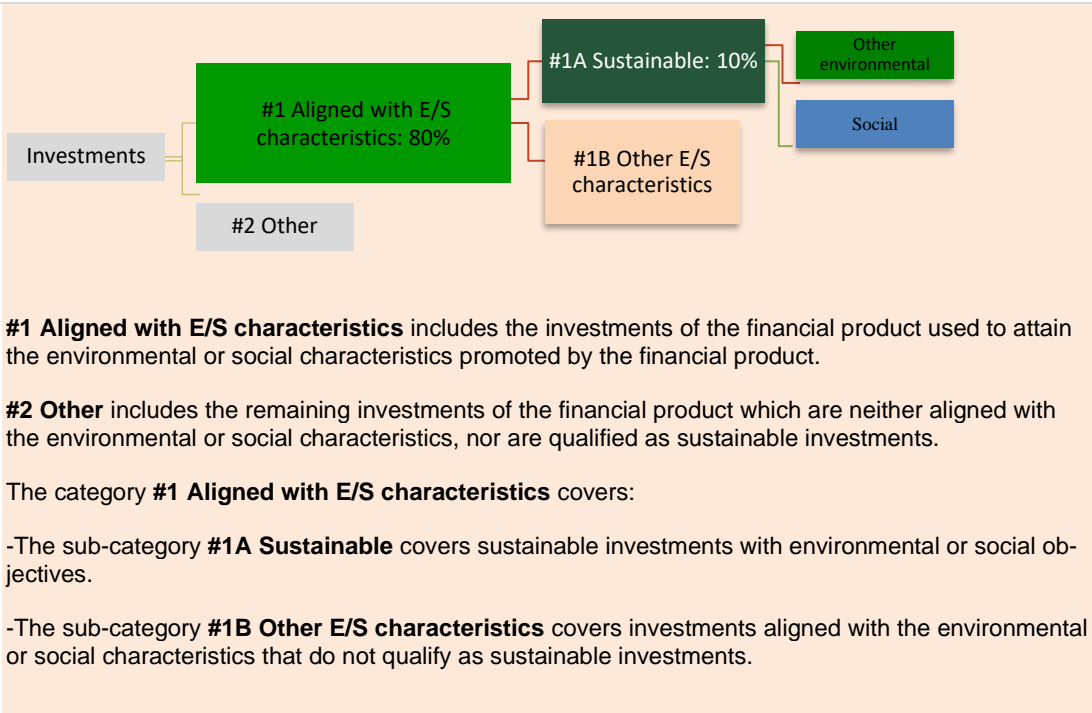 Investments
#1 Aligned with E/S
characteristics: 80%
#2 Other
#1A Sustainable: 10%
#1B Other E/S
characteristics
Other
environmental
Social
#1 Aligned with E/S characteristics includes the investments of the financial product used to attain
the environmental or social characteristics promoted by the financial product.
#2 Other includes the remaining investments of the financial product which are neither aligned with
the environmental or social characteristics, nor are qualified as sustainable investments.
The category #1 Aligned with E/S characteristics covers:
-The sub-category #1A Sustainable covers sustainable investments with environmental or social ob-
jectives.
-The sub-category #1B Other E/S characteristics covers investments aligned with the environmental
or social characteristics that do not qualify as sustainable investments.